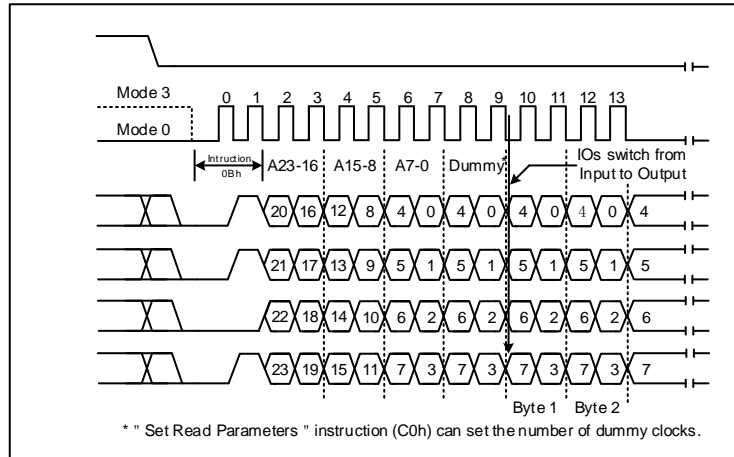 Mode 3
0 1 2 3 4 5 6 7 8 9 10 11 12 13
Mode 0
Intruction
0Bh
A23-16 A15-8 A7-0 Dummy*
IOs switch from
Input to Output
20 16 12 8 4 0 4 0 4 0 4 0 4
21 17 13 9 5 1 5 1 5 1 5 1 5
22 18 14 10 6 2 6 2 6 2 6 2 6
23 19 15 11 7 3 7 3 7 3 7 3 7
Byte 1 Byte 2
* " Set Read Parameters " instruction (C0h) can set the number of dummy clocks.